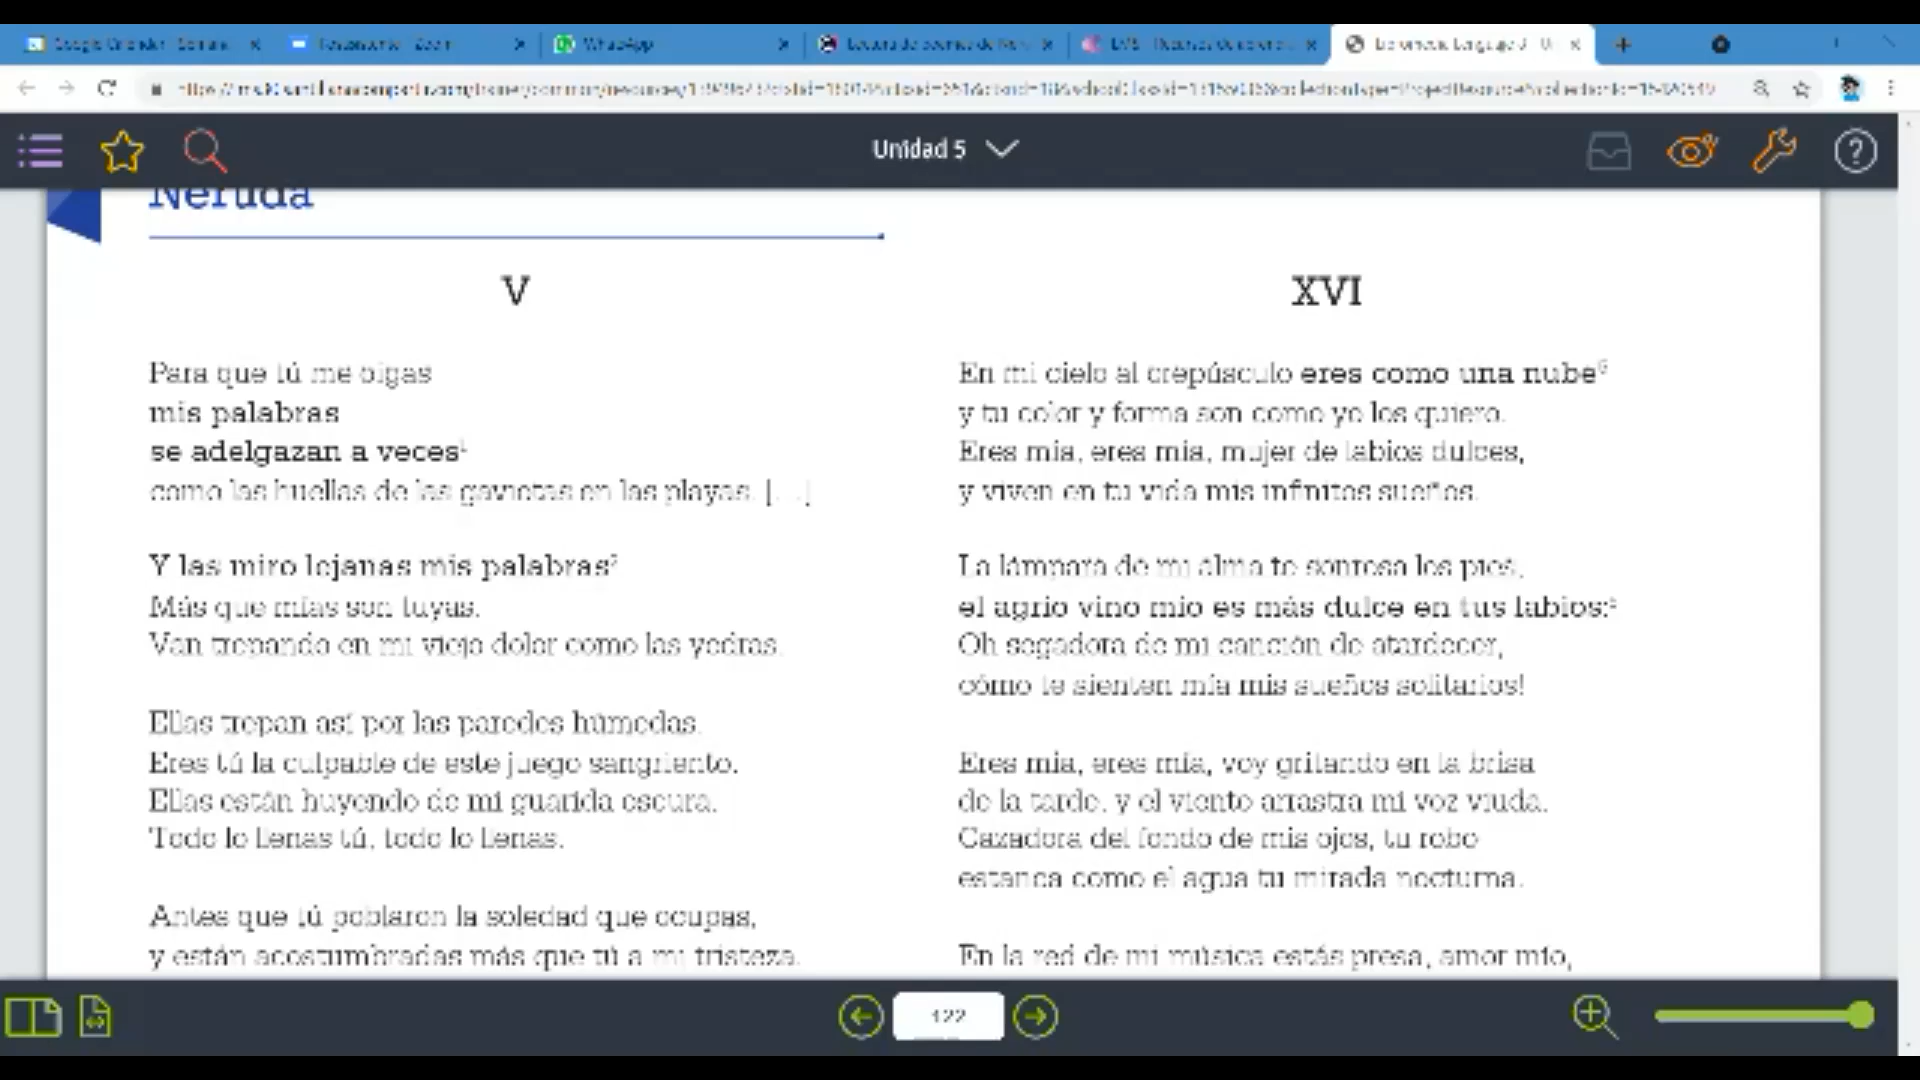 WhatsApp
Unidad 5
Neruda
V
Para que tú me oigas
mis palabras
se adelgazan a veces¹
como las huellas de las gaviotas en las playas. [...]
Y las miro lejanas mis palabras²
Más que mías son tuyas.
Van trepando en mi viejo dolor como las yedras.
Ellas trepan así por las paredes húmedas.
Eres tú la culpable de este juego sangriento.
Ellas están huyendo de mi guarida oscura.
Todo lo llenas tú, todo lo llenas.
Antes que tú poblaron la soledad que ocupas,
y están acostumbradas más que tú a mi tristeza.
XVI
En mi cielo al crepúsculo eres como una nube
y tu color y forma son como yo los quiero.
Eres mía, eres mía, mujer de labios dulces,
y viven en tu vida mis infinitos sueños.
La lámpara de mi alma te sonrosa los pies,
el agrio vino mío es más dulce en tus labios:
Oh segadora de mi canción de atardecer,
cómo te sienten mía mis sueños solitarios!
Eres mía, eres mía, voy gritando en la brisa
de la tarde, y el viento arrastra mi voz viuda.
Cazadora del fondo de mis ojos, tu robo
estanca como el agua tu mirada nocturna.
En la red de mi música estás presa, amor mío,
122